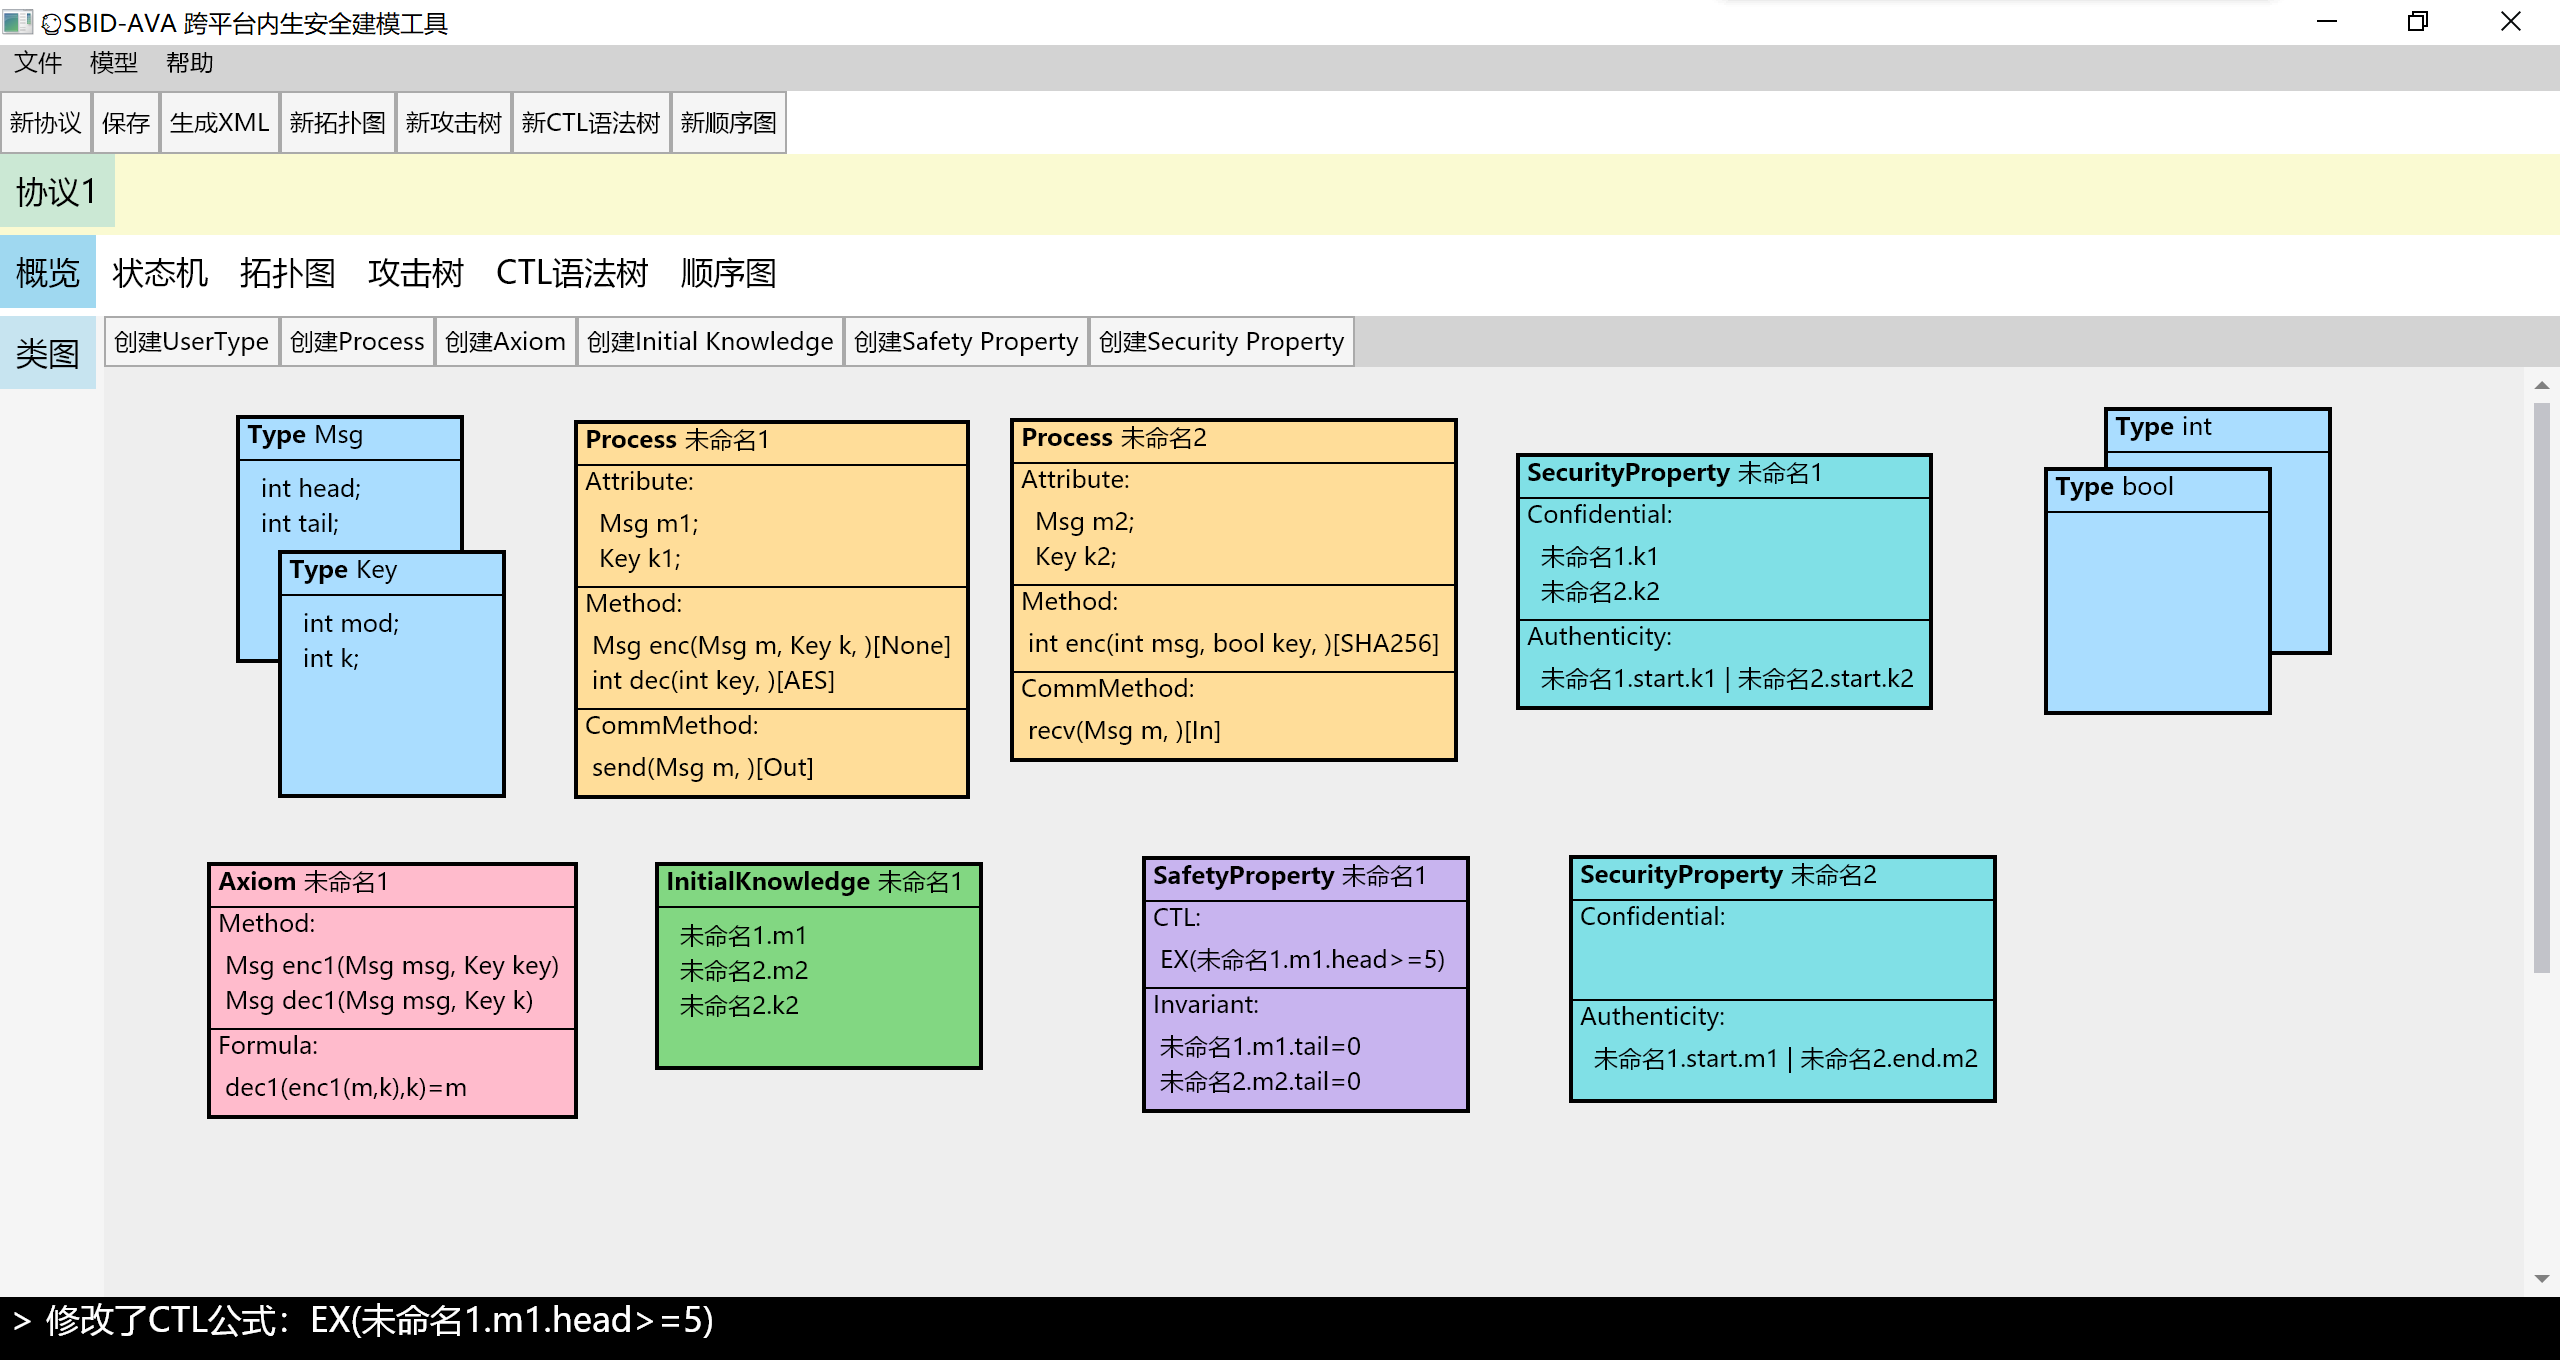 SBID-AVA 跨平台内生安全建模工具
文件 模型 帮助
新协议 保存 生成XML 新拓扑图 新攻击树 新CTL语法树 新顺序图
协议1
概览 状态机 拓扑图 攻击树 CTL语法树 顺序图
类图
创建UserType 创建Process 创建Axiom 创建Initial Knowledge 创建Safety Property 创建Security Property
Type Msg
int head;
int tail;
Type Key
int mod;
int k;
Process 未命名1
Attribute:
Msg m1;
Key k1;
Method:
Msg enc(Msg m, Key k, )[None]
int dec(int key, )[AES]
CommMethod:
send(Msg m, )[Out]
Process 未命名2
Attribute:
Msg m2;
Key k2;
Method:
int enc(int msg, bool key, )[SHA256]
CommMethod:
recv(Msg m, )[In]
SecurityProperty 未命名1
Confidential:
未命名1.k1
未命名2.k2
Authenticity:
未命名1.start.k1 | 未命名2.start.k2
Type int
Type bool
Axiom 未命名1
Method:
Msg enc1(Msg msg, Key key)
Msg dec1(Msg msg, Key k)
Formula:
dec1(enc1(m,k),k)=m
InitialKnowledge 未命名1
未命名1.m1
未命名2.m2
未命名2.k2
SafetyProperty 未命名1
CTL:
EX(未命名1.m1.head>=5)
Invariant:
未命名1.m1.tail=0
未命名2.m2.tail=0
SecurityProperty 未命名2
Confidential:
Authenticity:
未命名1.start.m1 | 未命名2.end.m2
> 修改了CTL公式：EX(未命名1.m1.head>=5)